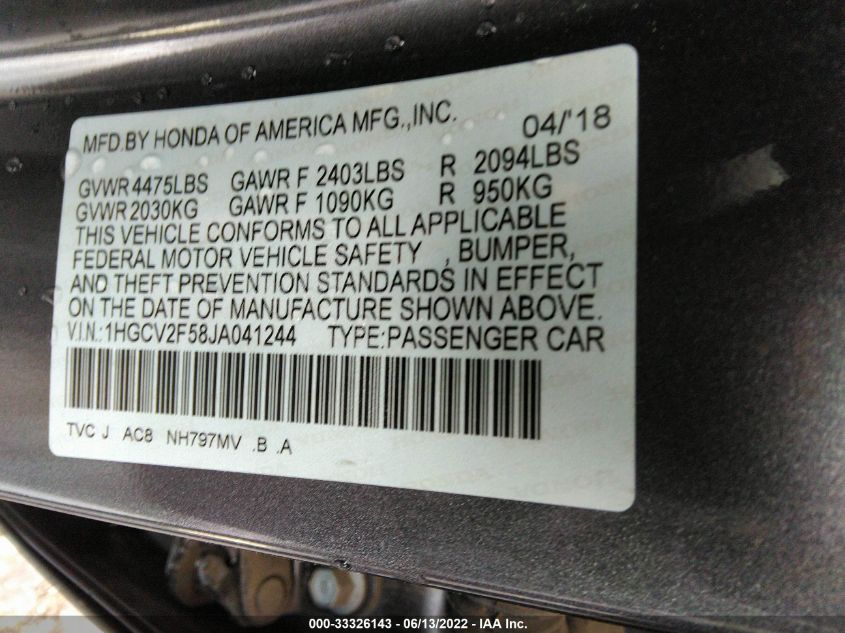 MFD.BY HONDA OF AMERICA MFG.,INC. 04/'18
GVWR 4475LBS GAWR F 2403LBS R 2094LBS
GVWR 2030KG GAWR F 1090KG R 950KG
THIS VEHICLE CONFORMS TO ALL APPLICABLE
FEDERAL MOTOR VEHICLE SAFETY , BUMPER,
AND THEFT PREVENTION STANDARDS IN EFFECT
ON THE DATE OF MANUFACTURE SHOWN ABOVE.
V.I.N.:1HGCV2F58JA041244 TYPE:PASSENGER CAR
TVC J AC8 NH797MV .B .A
000-33326143 - 06/13/2022 - IAA Inc.